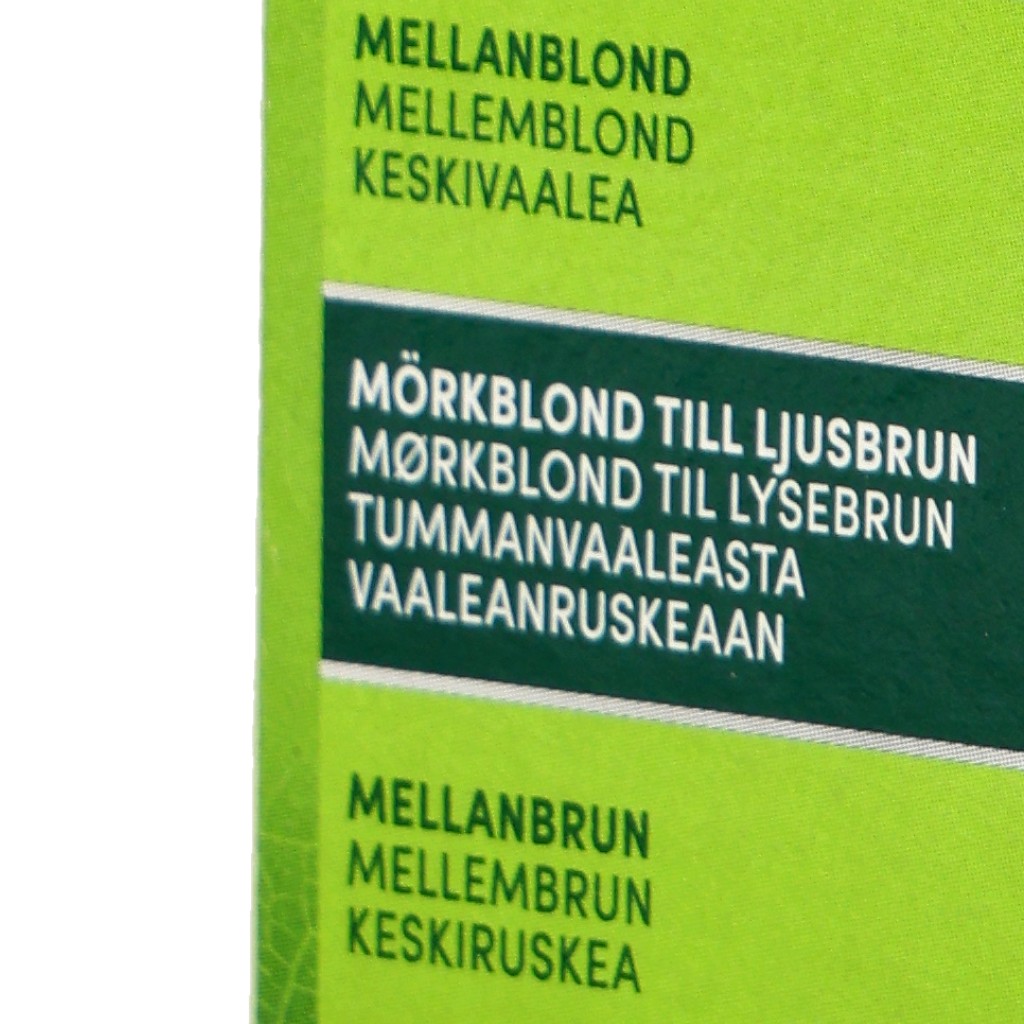 MELLANBLOND
MELLEMBLOND
KESKIVAALEA
MÖRKBLOND TILL LJUSBRUN
MØRKBLOND TIL LYSEBRUN
TUMMANVAALEASTA
VAALEANRUSKEAAN
MELLANBRUN
MELLEMBRUN
KESKIRUSKEA